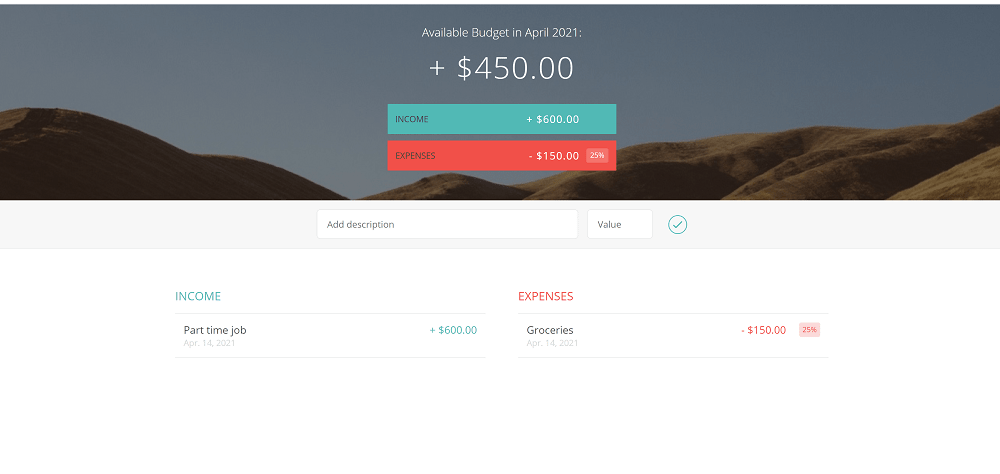 Available Budget in April 2021:
+ $450.00
INCOME + $600.00
EXPENSES - $150.00 25%
Add description Value
INCOME
Part time job + $600.00
Apr. 14, 2021
EXPENSES
Groceries - $150.00 25%
Apr. 14, 2021